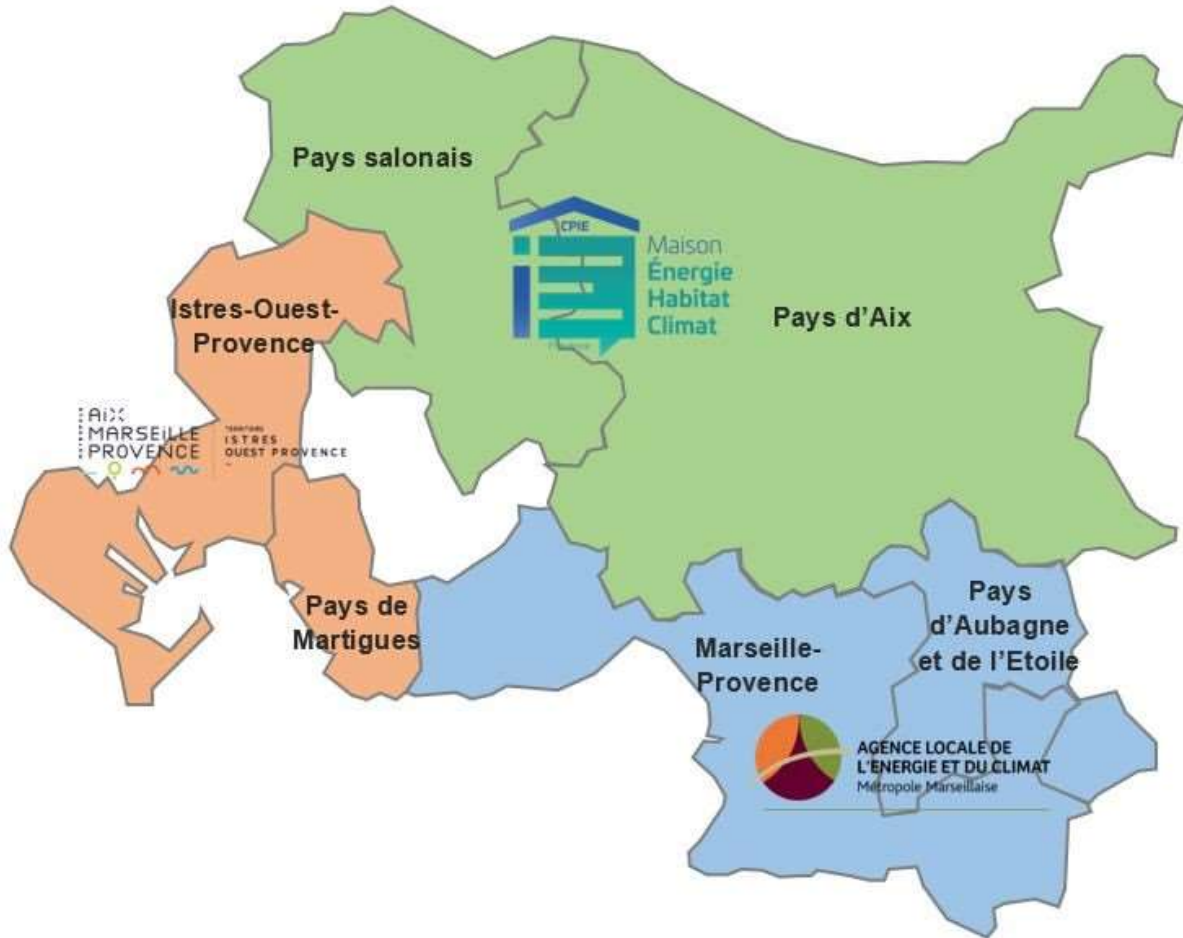 Pays salonais
CPIE
Maison
Énergie
Habitat
Climat
Istres-Ouest-
Provence
Pays d'Aix
AiX
MARSEiLLE
PROVENCE
ISTRES
OUEST PROVENCE
Pays de
Martigues
Pays
d'Aubagne
et de l'Etoile
Marseille-
Provence
AGENCE LOCALE DE
L'ENERGIE ET DU CLIMAT
Métropole Marseillaise